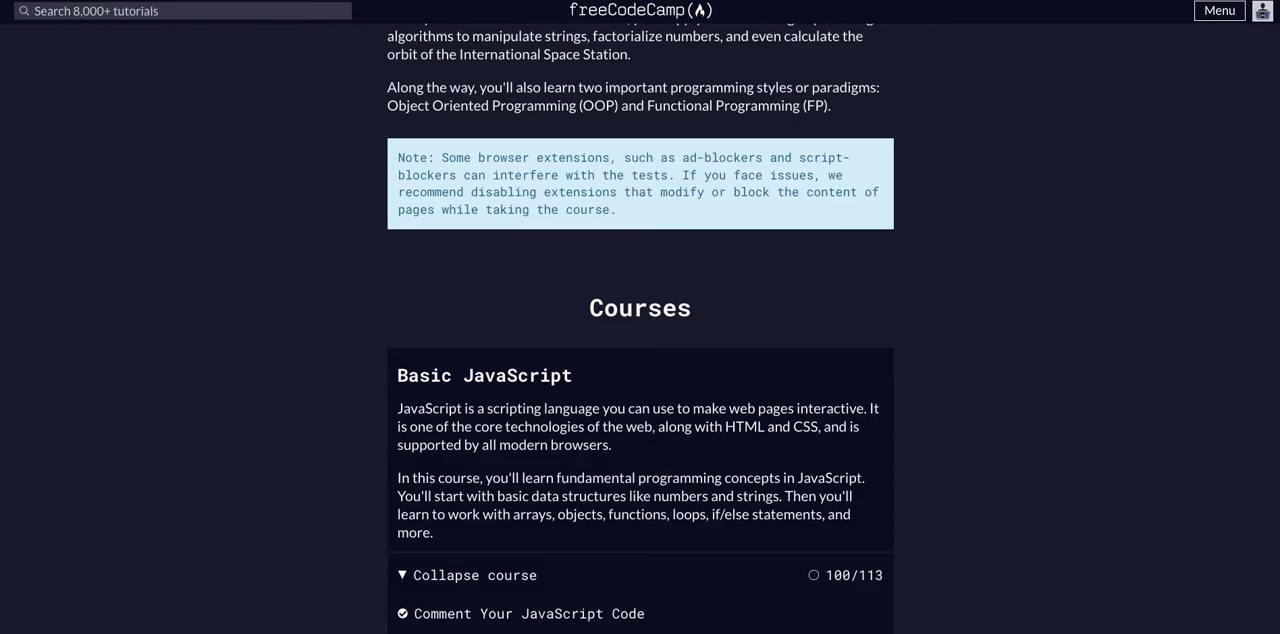 Search 8,000+ tutorials
freeCodeCamp
Menu
algorithms to manipulate strings, factorialize numbers, and even calculate the
orbit of the International Space Station.
Along the way, you'll also learn two important programming styles or paradigms:
Object Oriented Programming (OOP) and Functional Programming (FP).
Note: Some browser extensions, such as ad-blockers and script-
blockers can interfere with the tests. If you face issues, we
recommend disabling extensions that modify or block the content of
pages while taking the course.
Courses
Basic JavaScript
JavaScript is a scripting language you can use to make web pages interactive. It
is one of the core technologies of the web, along with HTML and CSS, and is
supported by all modern browsers.
In this course, you'll learn fundamental programming concepts in JavaScript.
You'll start with basic data structures like numbers and strings. Then you'll
learn to work with arrays, objects, functions, loops, if/else statements, and
more.
Collapse course 100/113
Comment Your JavaScript Code